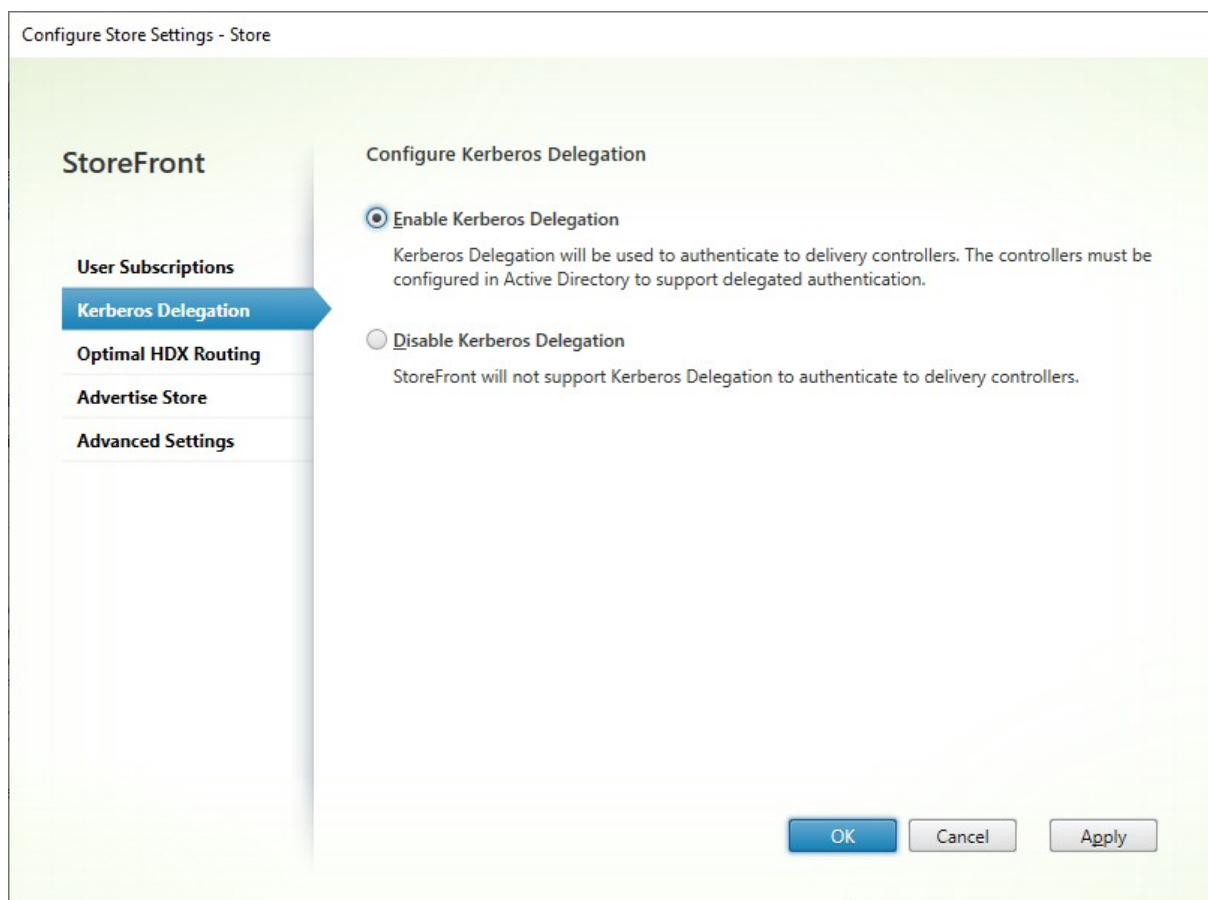 Configure Store Settings - Store
StoreFront
User Subscriptions
Kerberos Delegation
Optimal HDX Routing
Advertise Store
Advanced Settings
Configure Kerberos Delegation
Enable Kerberos Delegation
Kerberos Delegation will be used to authenticate to delivery controllers. The controllers must be
configured in Active Directory to support delegated authentication.
Disable Kerberos Delegation
StoreFront will not support Kerberos Delegation to authenticate to delivery controllers.
OK
Cancel
Apply